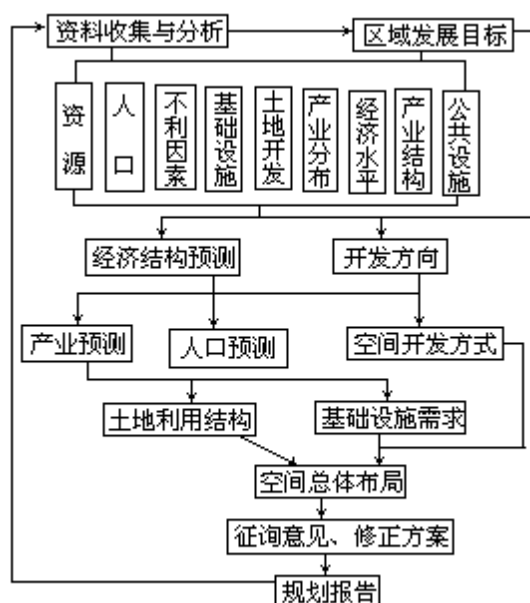 资料收集与分析
区域发展目标
资源
人口
不利因素
基础设施
土地开发
产业分布
经济水平
产业结构
公共设施
经济结构预测
开发方向
产业预测
人口预测
空间开发方式
土地利用结构
基础设施需求
空间总体布局
征询意见、修正方案
规划报告